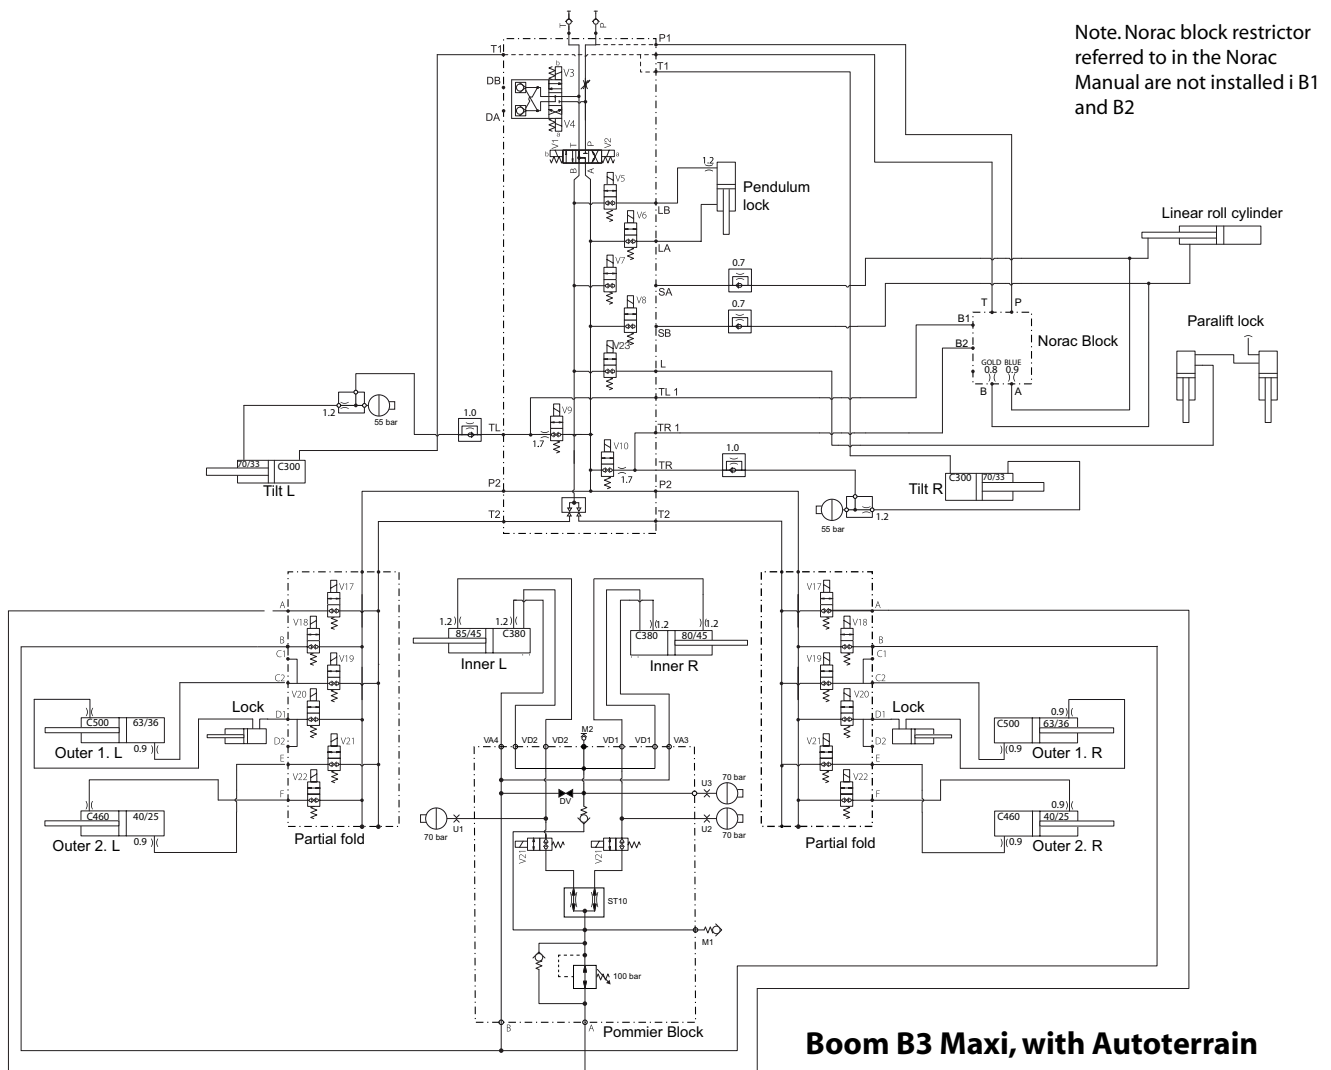 T
P
P1
T1
T1
Note. Norac block restrictor
referred to in the Norac
Manual are not installed i B1
and B2
b
V3
DB
DA
V4
a
V1
T
P
V2
b
a
B
A
V5
1.2
LB
Pendulum
lock
V6
LA
Linear roll cylinder
V7
0.7
SA
V8
0.7
SB
T
P
B1
B2
Norac Block
Paralift lock
V23
L
GOLD BLUE
0.8
0.9
B
A
TL 1
1.2
55 bar
1.0
TL
V9
1.7
TR 1
V10
1.7
TR
1.0
70/33
C300
Tilt L
C300
70/33
Tilt R
P2
P2
T2
T2
55 bar
1.2
V17
A
V18
B
C1
V19
C2
V20
D1
D2
V21
E
V22
F
Partial fold
Lock
C500
63/36
Outer 1. L
0.9
C460
40/25
Outer 2. L
0.9
1.2
1.2
85/45
C380
Inner L
1.2
1.2
C380
80/45
Inner R
V17
A
V18
B
C1
V19
C2
V20
D1
D2
V21
E
V22
F
Partial fold
Lock
0.9
C500
63/36
0.9
Outer 1. R
0.9
C460
40/25
0.9
Outer 2. R
VA4
VD2
VD2
M2
VD1
VD1
VA3
DV
U3
70 bar
U1
70 bar
U2
70 bar
V21
V21
ST10
M1
100 bar
B
A
Pommier Block
Boom B3 Maxi, with Autoterrain